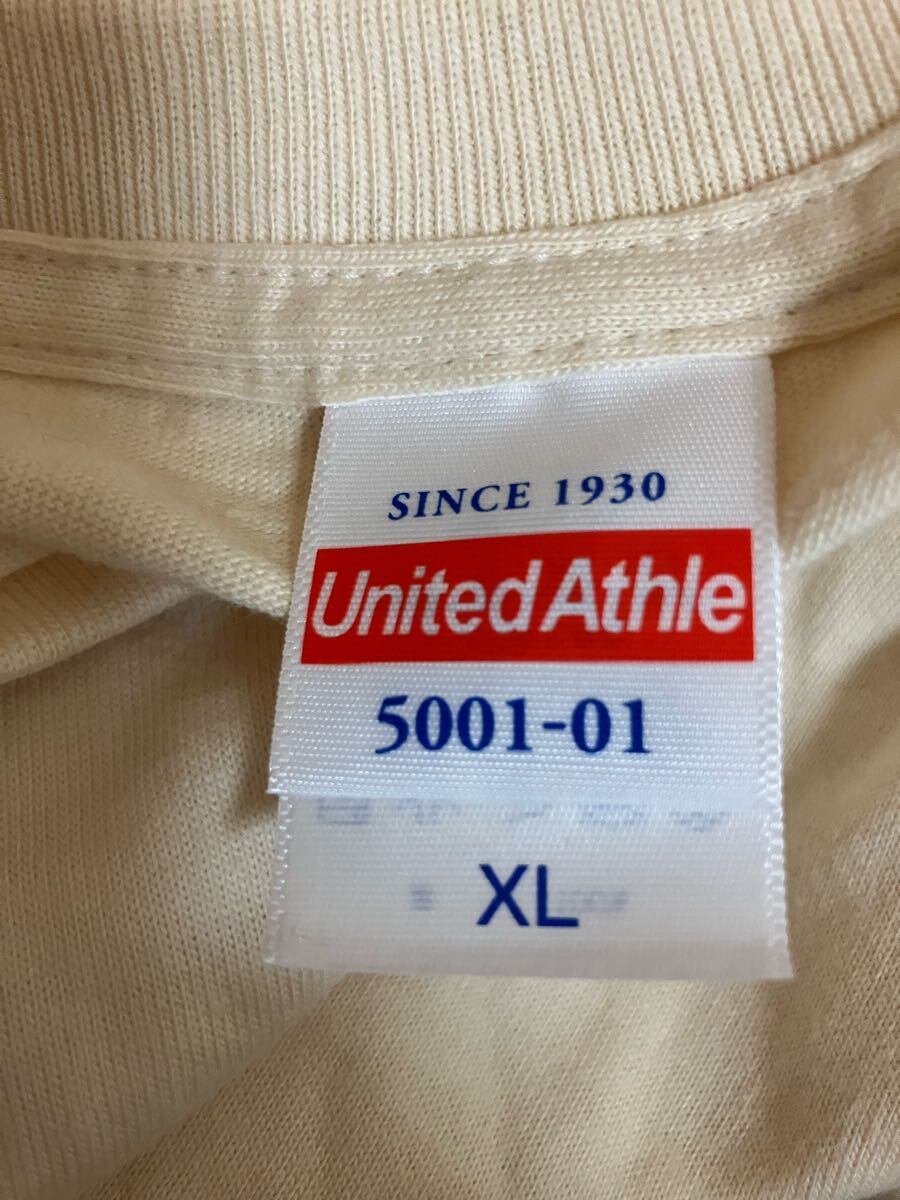 SINCE 1930
United Athle
5001-01
XL